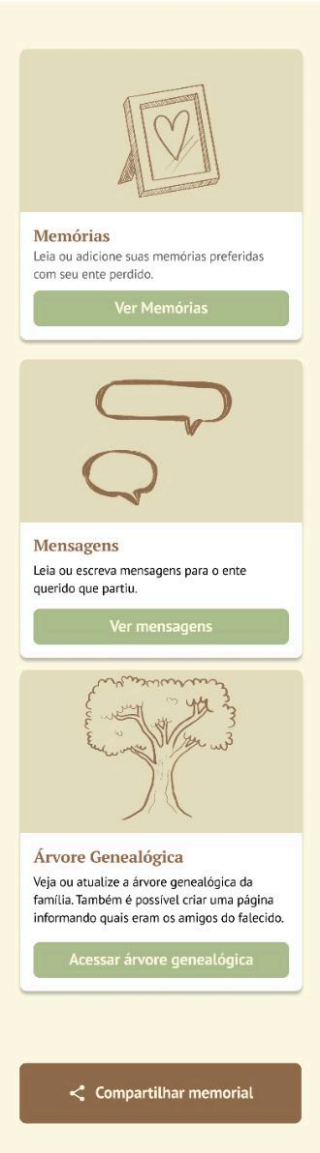 Memórias
Leia ou adicione suas memórias preferidas
com seu ente perdido.
Ver Memórias
Mensagens
Leia ou escreva mensagens para o ente
querido que partiu.
Ver mensagens
Árvore Genealógica
Veja ou atualize a árvore genealógica da
família. Também é possível criar uma página
informando quais eram os amigos do falecido.
Acessar árvore genealógica
Compartilhar memorial